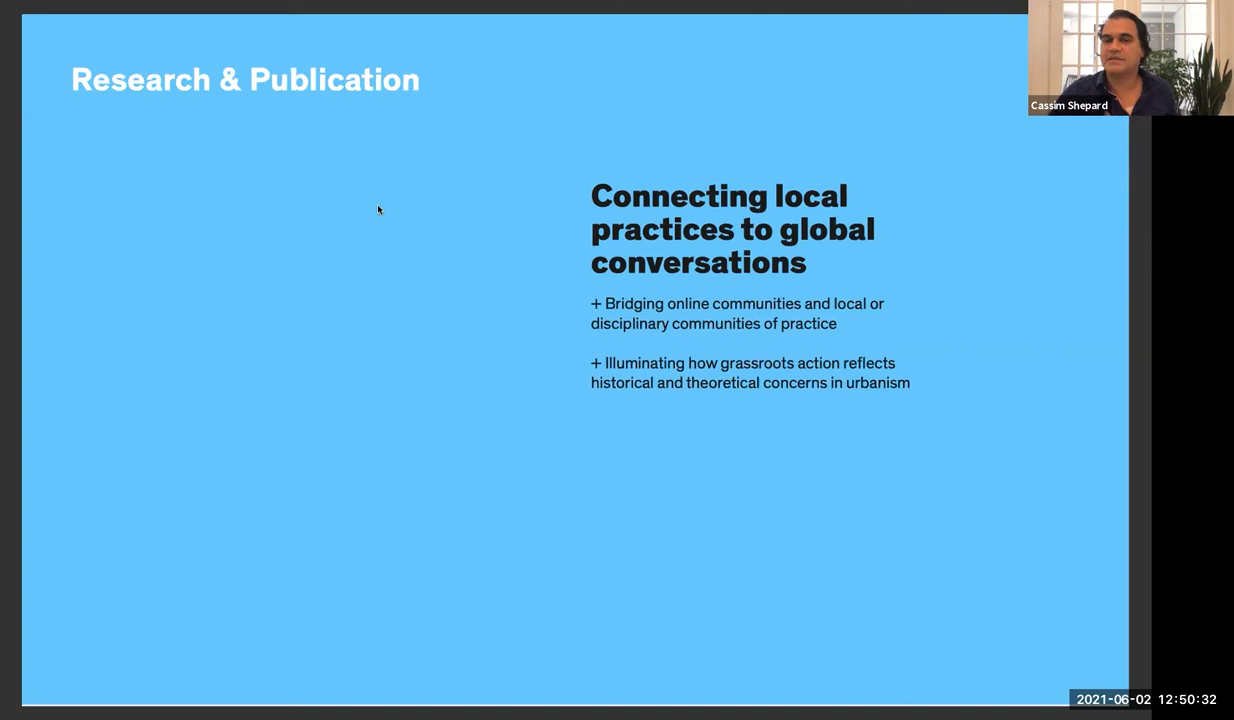 Research & Publication
Cassim Shepard
Connecting local
practices to global
conversations
+ Bridging online communities and local or
disciplinary communities of practice
+ Illuminating how grassroots action reflects
historical and theoretical concerns in urbanism
2021-06-02 12:50:32